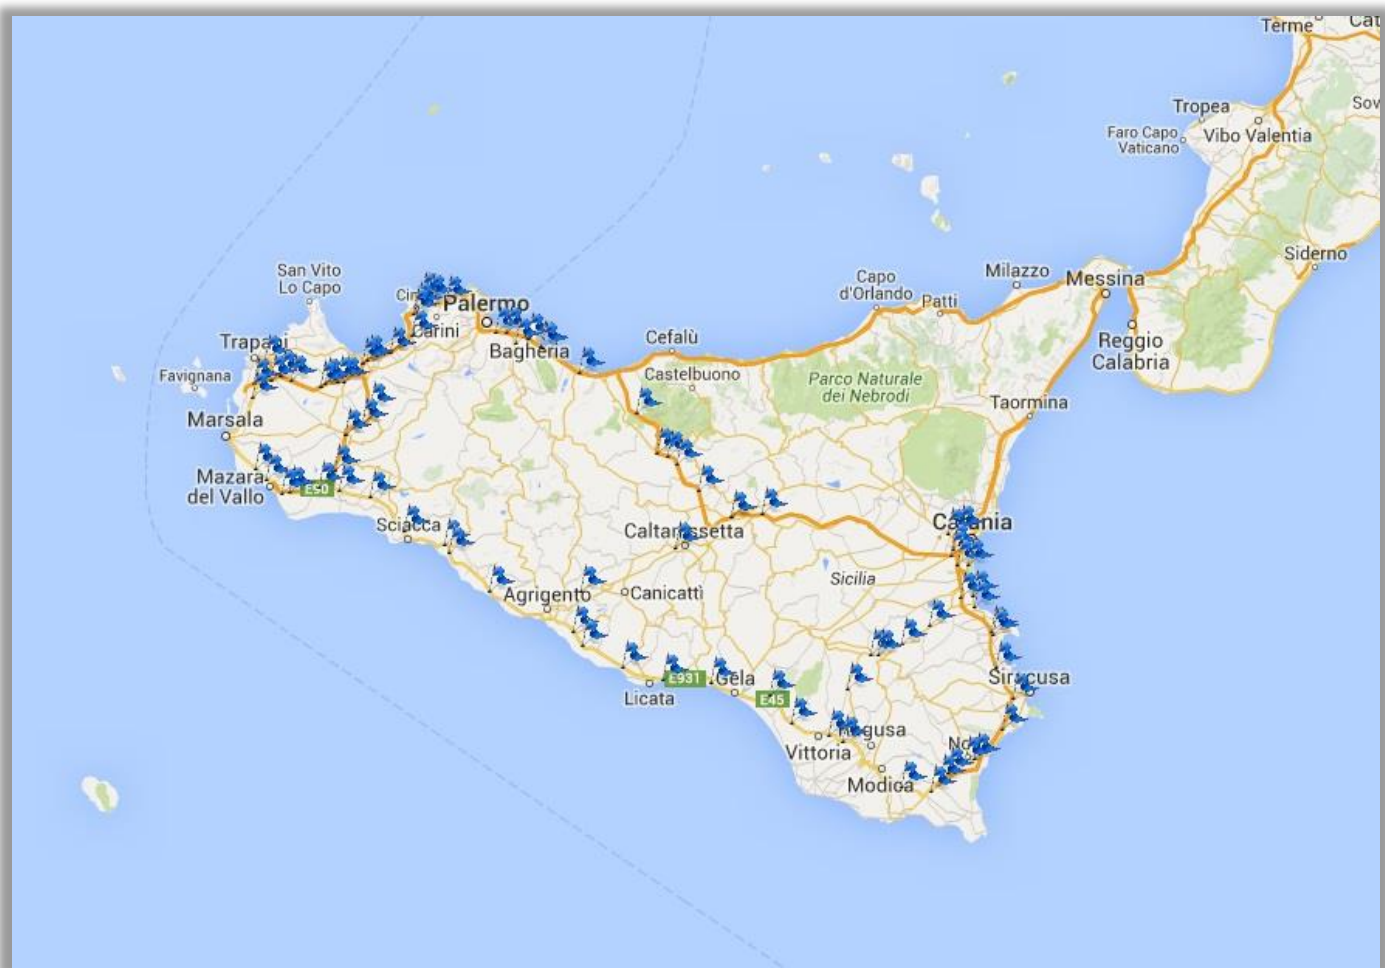 Terme
Cat
Tropea
Sov
Faro Capo
Vaticano
Vibo Valentia
Siderno
San Vito
Lo Capo
Capo
d'Orlando
Milazzo
Messina
Patti
Palermo
Carini
Trapani
Cefalù
Reggio
Calabria
Bagheria
Favignana
Castelbuono
Parco Naturale
dei Nebrodi
Taormina
Marsala
Mazara
del Vallo
E90
Sciacca
Catania
Caltanissetta
Sicilia
Agrigento
Canicattì
E931
Gela
Siracusa
Licata
E45
Ragusa
Vittoria
Modica